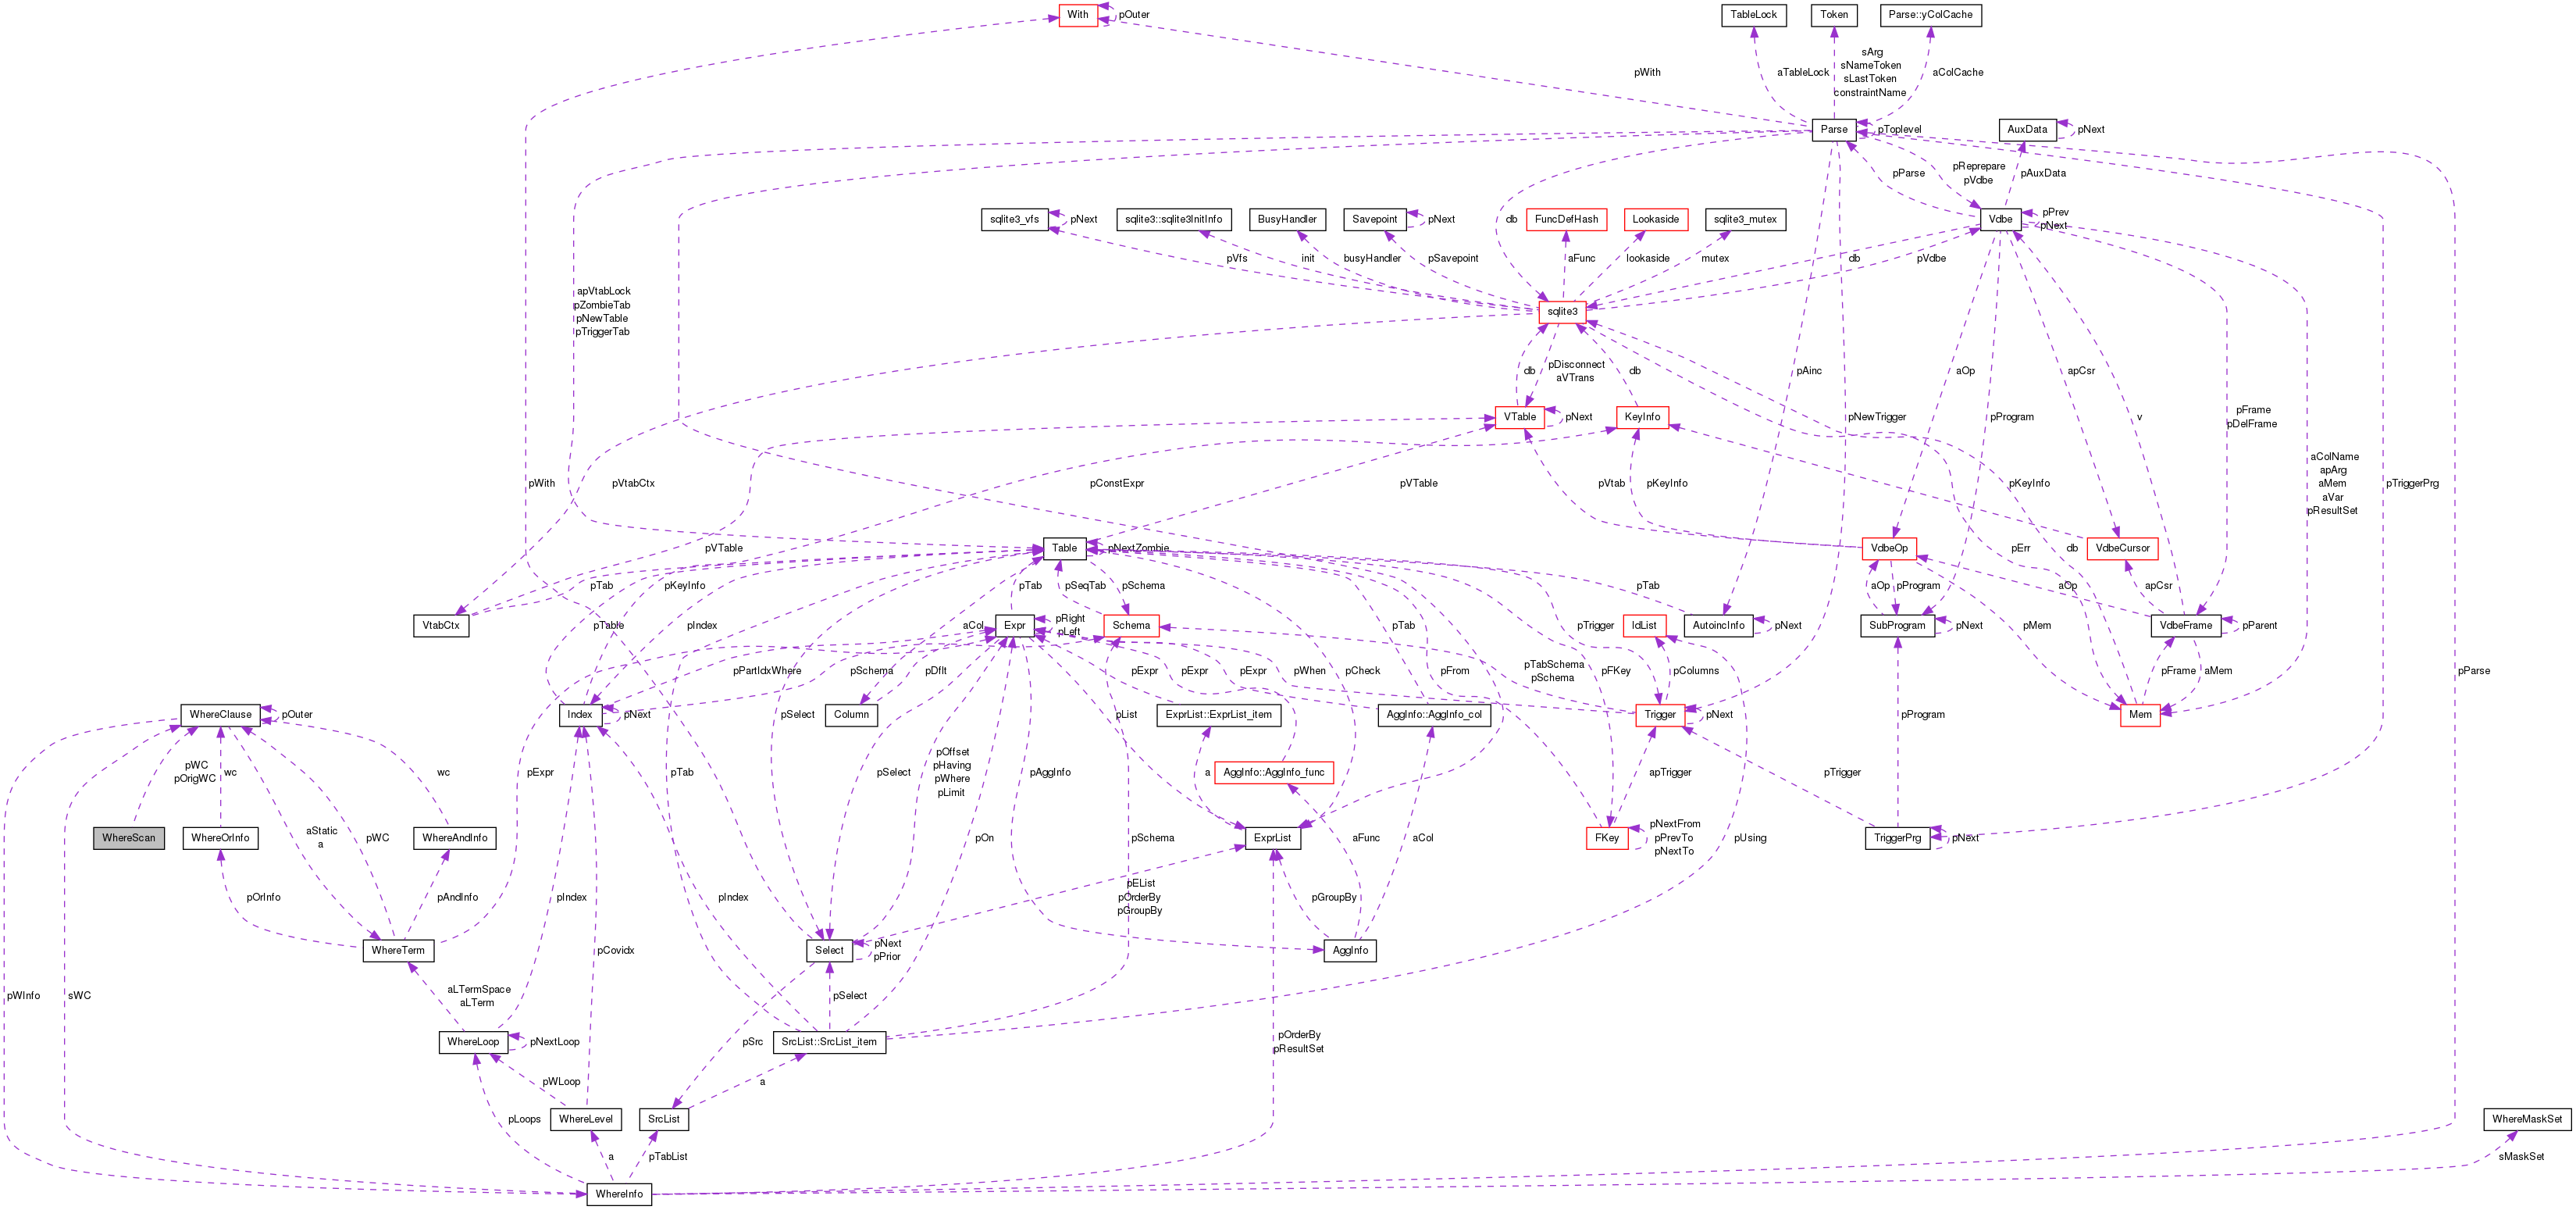 With
pOuter
TableLock
Token
Parse::yColCache
pWith
aTableLock
sArg
sNameToken
sLastToken
constraintName
aColCache
Parse
pToplevel
AuxData
pNext
pParse
pReprepare
pVdbe
pAuxData
sqlite3_vfs
pNext
sqlite3::sqlite3InitInfo
BusyHandler
Savepoint
pNext
FuncDefHash
Lookaside
sqlite3_mutex
Vdbe
pPrev
pNext
db
pVfs
init
busyHandler
pSavepoint
aFunc
lookaside
mutex
pVdbe
db
apVtabLock
pZombieTab
pNewTable
pTriggerTab
sqlite3
db
pDisconnect
aVTrans
db
pAinc
aOp
apCsr
VTable
pNext
KeyInfo
pNewTrigger
pProgram
v
pFrame
pDelFrame
pWith
pVtabCtx
pConstExpr
pVTable
pVtab
pKeyInfo
pKeyInfo
aColName
apArg
aMem
aVar
pResultSet
pTriggerPrg
pVTable
Table
pNextZombie
VdbeOp
pErr
db
VdbeCursor
pTab
pKeyInfo
pTab
pSeqTab
pSchema
pTab
aOp
pProgram
aOp
apCsr
VtabCtx
pTable
pIndex
aCol
Expr
pRight
pLeft
Schema
pTab
pTrigger
IdList
AutoincInfo
pNext
SubProgram
pNext
pMem
VdbeFrame
pParent
pPartIdxWhere
pSchema
pDflt
pExpr
pExpr
pExpr
pWhen
pCheck
pFrom
pTabSchema
pSchema
pFKey
pColumns
pFrame
aMem
pParse
WhereClause
pOuter
Index
pNext
pSelect
Column
pList
ExprList::ExprList_item
AggInfo::AggInfo_col
Trigger
pNext
pProgram
Mem
pWC
pOrigWC
wc
wc
pExpr
pTab
pSelect
pOffset
pHaving
pWhere
pLimit
pAggInfo
a
AggInfo::AggInfo_func
apTrigger
pTrigger
WhereScan
WhereOrInfo
aStatic
a
pWC
WhereAndInfo
pOn
pSchema
ExprList
aFunc
aCol
FKey
pNextFrom
pPrevTo
pNextTo
pUsing
TriggerPrg
pNext
pOrInfo
pAndInfo
pIndex
pIndex
pEList
pOrderBy
pGroupBy
pGroupBy
WhereTerm
pCovidx
Select
pNext
pPrior
AggInfo
pWInfo
sWC
aLTermSpace
aLTerm
pSelect
WhereLoop
pNextLoop
pSrc
SrcList::SrcList_item
pOrderBy
pResultSet
pWLoop
a
pLoops
WhereLevel
SrcList
WhereMaskSet
a
pTabList
sMaskSet
WhereInfo